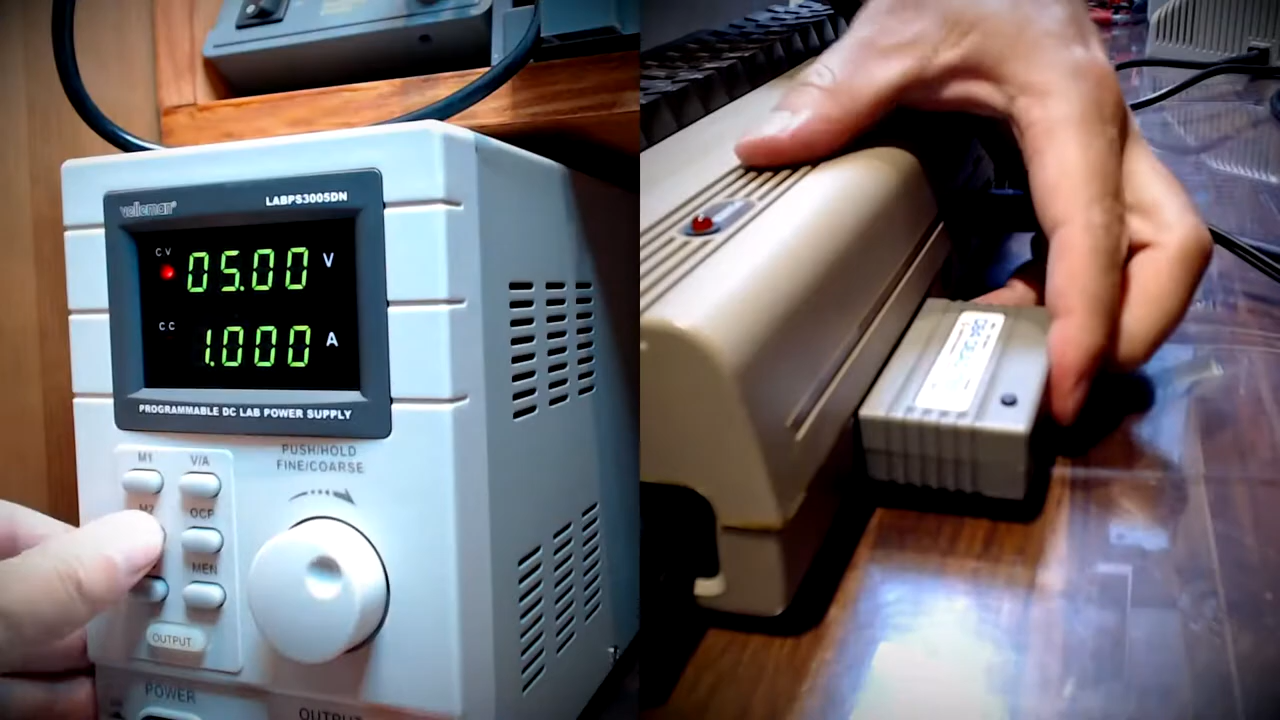 velleman®
LABPS3005DN
CV
05.00 V
CC
1.000 A
PROGRAMMABLE DC LAB POWER SUPPLY
M1
V/A
PUSH/HOLD
FINE/COARSE
M2
OCP
MEN
OUTPUT
POWER
OUTPUT